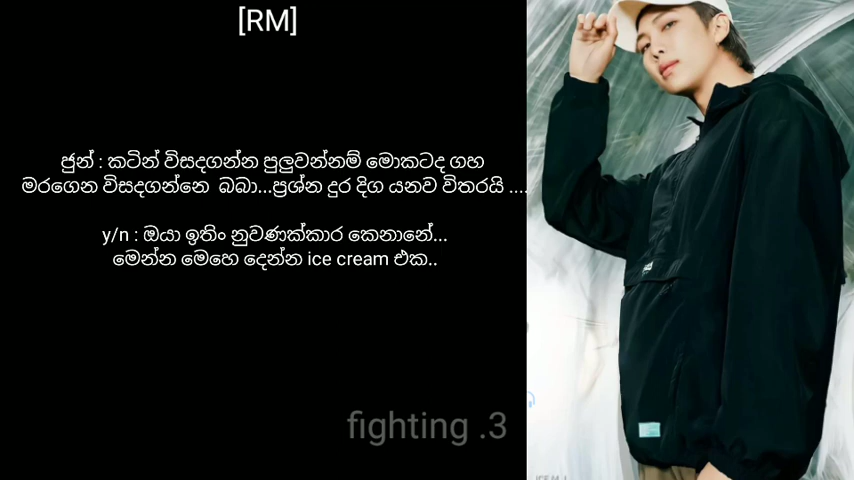 [RM]
ජුන් : කටින් විසදගන්න පුලුවන්නම් මොකටද ගහ
මරගෙන විසදගන්නෙ බබා...ප්‍රශ්න දුර දිග යනව විතරයි ....
y/n : ඔයා ඉතිං නුවණක්කාර කෙනානේ...
මෙන්න මෙහෙ දෙන්න ice cream එක..
fighting .3